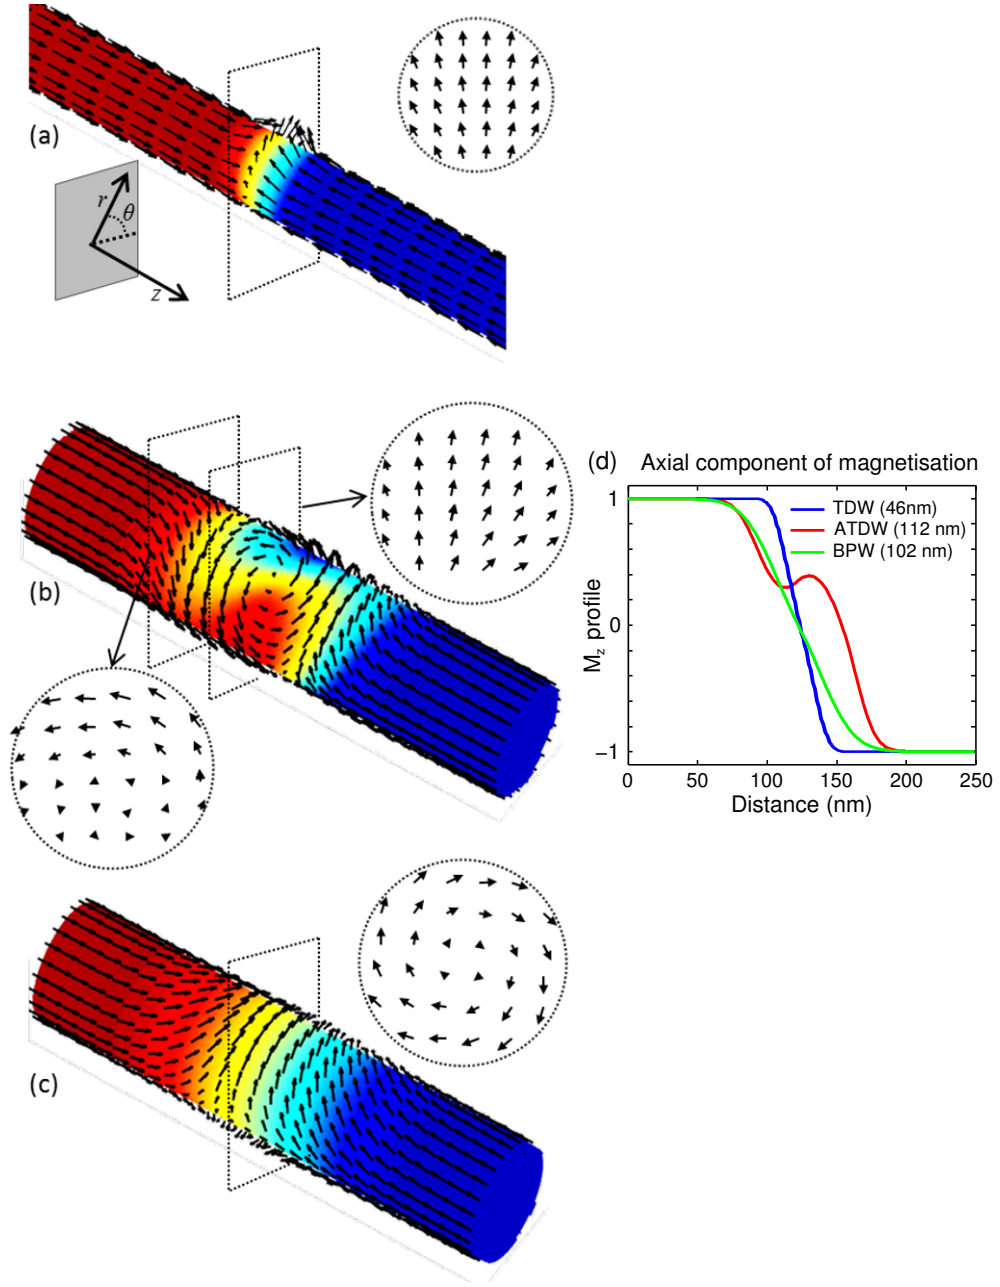 (a)
r
θ
z
(b)
(c)
(d) Axial component of magnetisation
TDW (46nm)
ATDW (112 nm)
BPW (102 nm)
M_z profile
1
0
−1
0 50 100 150 200 250
Distance (nm)